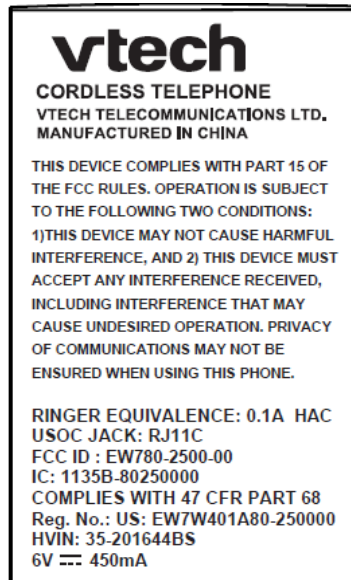 vtech
CORDLESS TELEPHONE
VTECH TELECOMMUNICATIONS LTD.
MANUFACTURED IN CHINA
THIS DEVICE COMPLIES WITH PART 15 OF
THE FCC RULES. OPERATION IS SUBJECT
TO THE FOLLOWING TWO CONDITIONS:
1)THIS DEVICE MAY NOT CAUSE HARMFUL
INTERFERENCE, AND 2) THIS DEVICE MUST
ACCEPT ANY INTERFERENCE RECEIVED,
INCLUDING INTERFERENCE THAT MAY
CAUSE UNDESIRED OPERATION. PRIVACY
OF COMMUNICATIONS MAY NOT BE
ENSURED WHEN USING THIS PHONE.
RINGER EQUIVALENCE: 0.1A HAC
USOC JACK: RJ11C
FCC ID : EW780-2500-00
IC: 1135B-80250000
COMPLIES WITH 47 CFR PART 68
Reg. No.: US: EW7W401A80-250000
HVIN: 35-201644BS
6V ⎓ 450mA